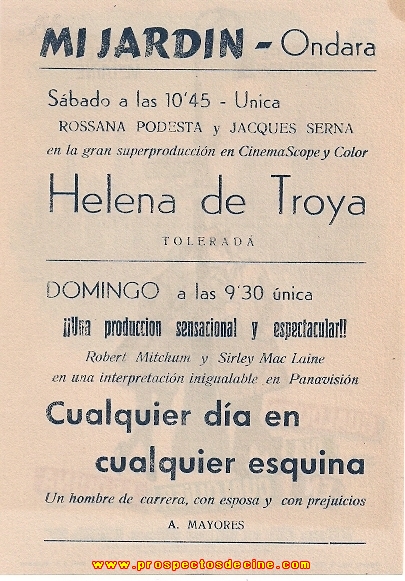 MI JARDIN - Ondara
Sábado a las 10'45 - Unica
ROSSANA PODESTA y JACQUES SERNA
en la gran superproducción en CinemaScope y Color
Helena de Troya
TOLERADÁ
DOMINGO a las 9'30 única
¡¡Una produccion sensacional y espectacular!!
Robert Mitchum y Sirley Mac Laine
en una interpretación inigualable en Panavisión
Cualquier día en
cualquier esquina
Un hombre de carrera, con esposa y con prejuicios
A. MAYORES
www.prospectosdecine.com